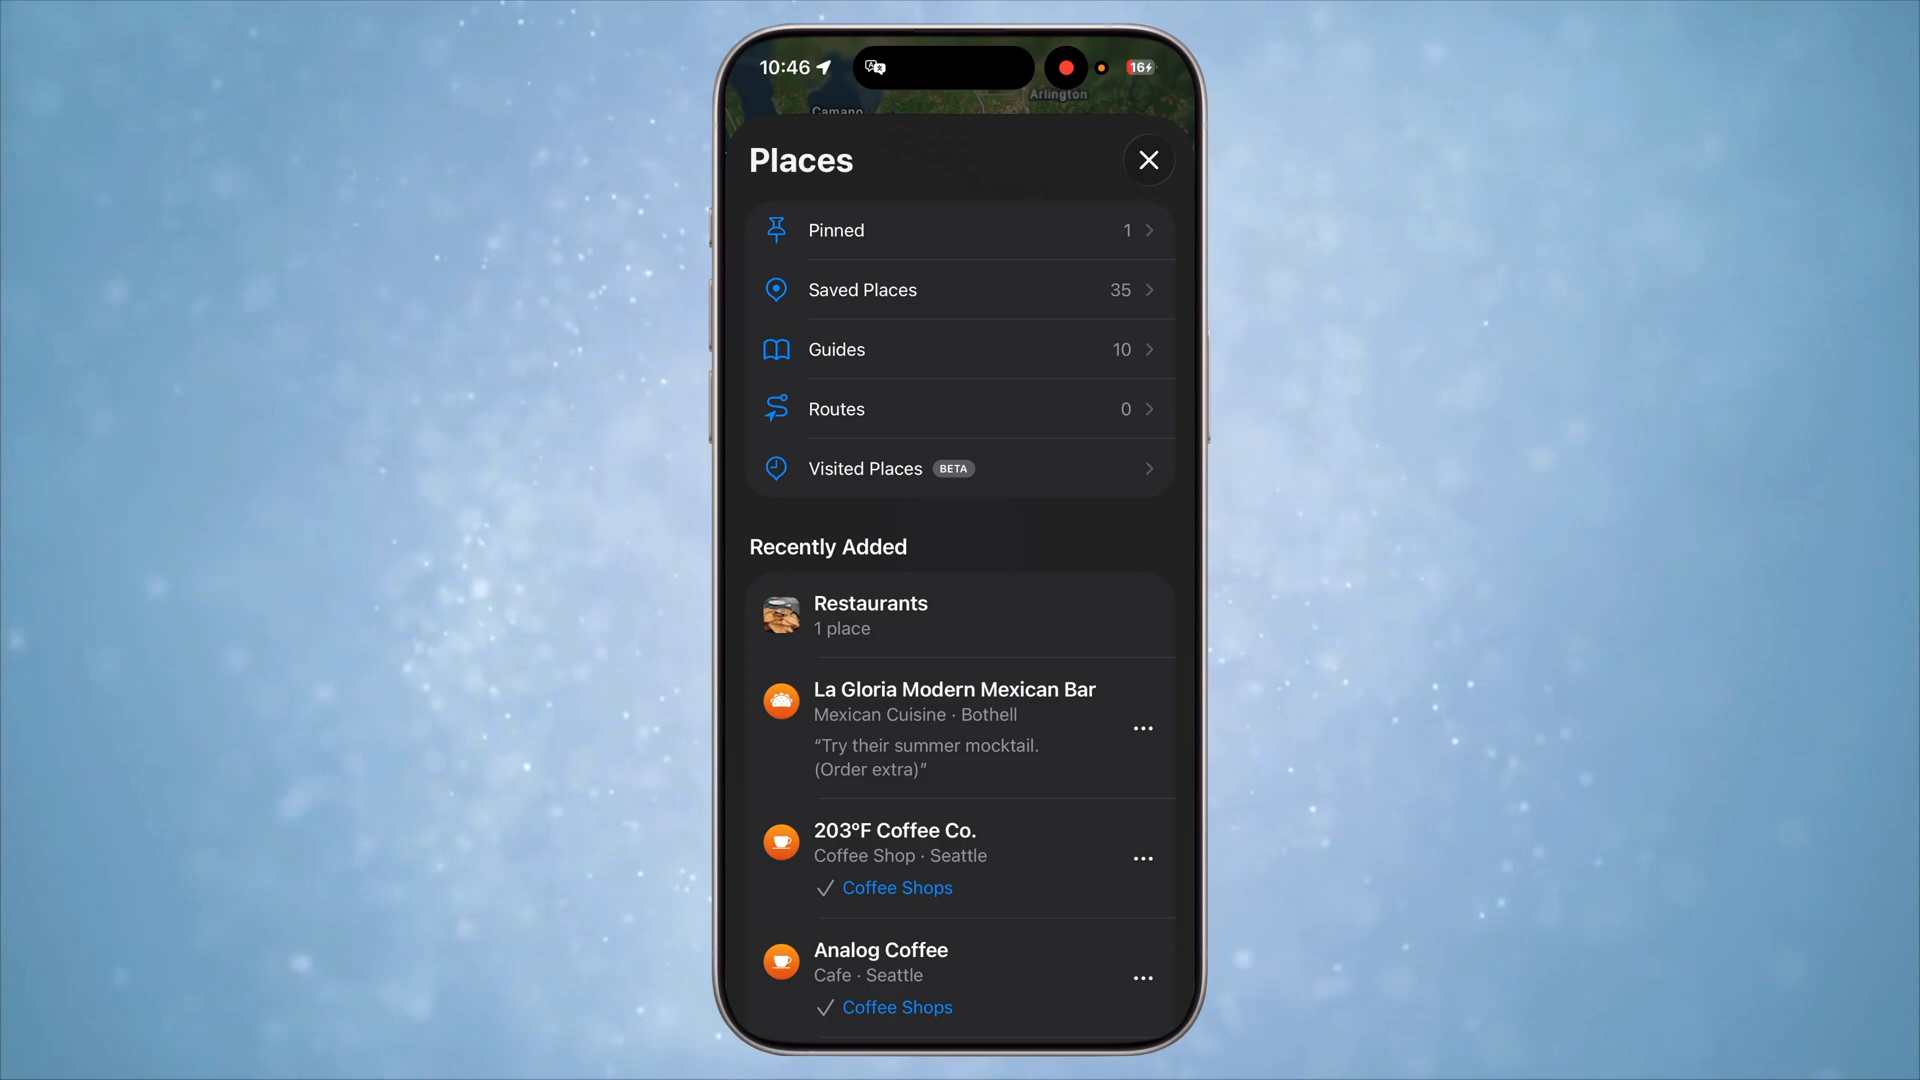 10:46
16
Arlington
Camano
Places
Pinned 1
Saved Places 35
Guides 10
Routes 0
Visited Places BETA
Recently Added
Restaurants
1 place
La Gloria Modern Mexican Bar
Mexican Cuisine · Bothell
“Try their summer mocktail.
(Order extra)”
203°F Coffee Co.
Coffee Shop · Seattle
Coffee Shops
Analog Coffee
Cafe · Seattle
Coffee Shops